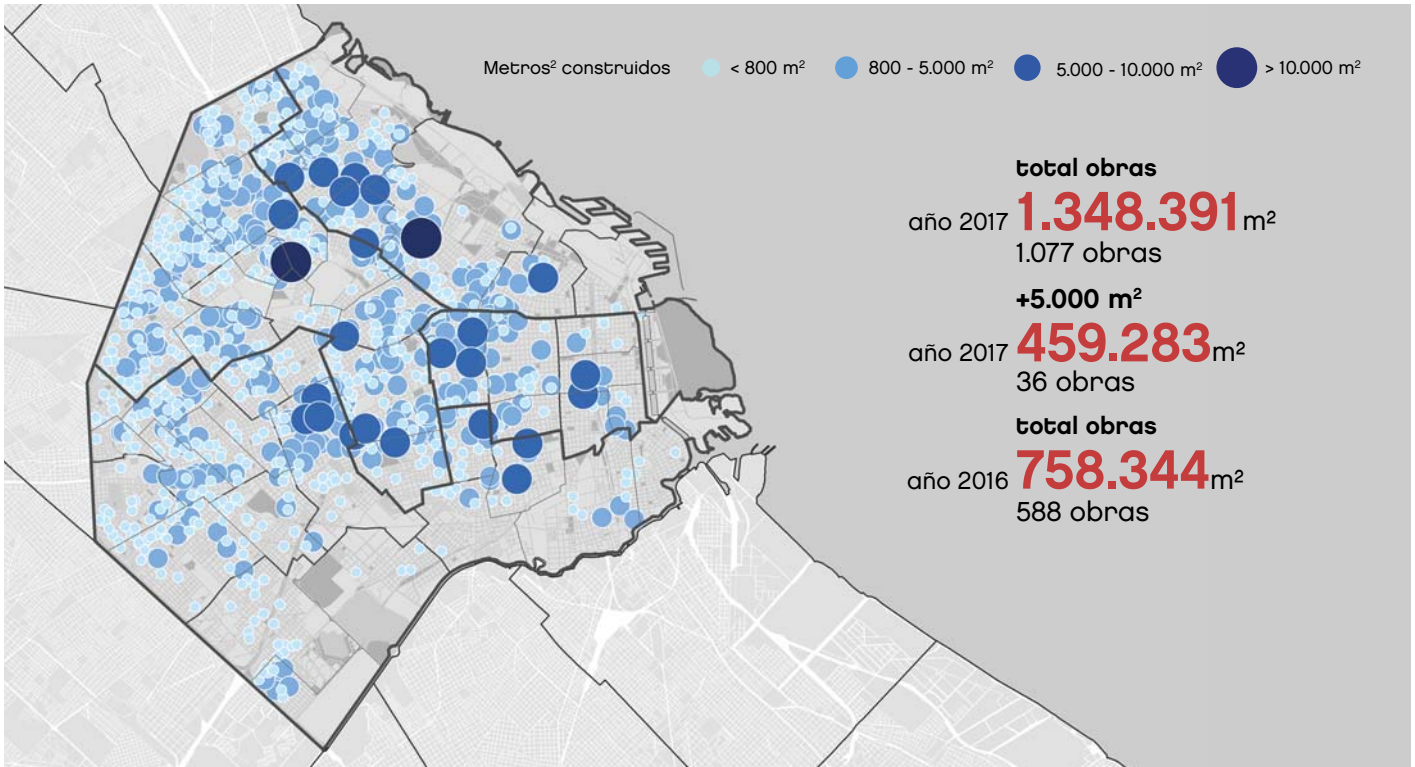 Metros² construidos < 800 m² 800 - 5.000 m² 5.000 - 10.000 m² > 10.000 m²
total obras
año 2017 1.348.391 m²
1.077 obras
+5.000 m²
año 2017 459.283 m²
36 obras
total obras
año 2016 758.344 m²
588 obras